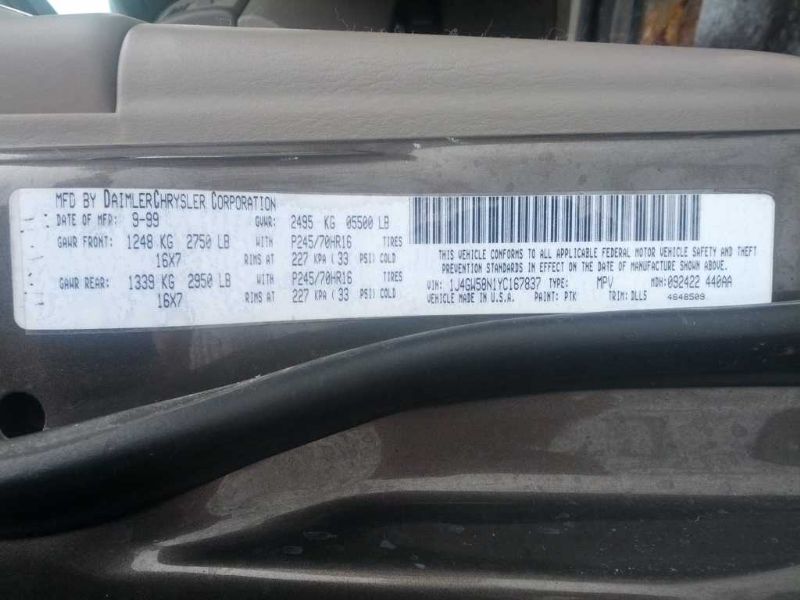 MFD BY DAIMLERCHRYSLER CORPORATION
DATE OF MFR: 9-99 GVWR: 2495 KG 05500 LB
GAWR FRONT: 1248 KG 2750 LB WITH P245/70HR16 TIRES
16X7 RIMS AT 227 KPA ( 33 PSI) COLD
GAWR REAR: 1339 KG 2950 LB WITH P245/70HR16 TIRES
16X7 RIMS AT 227 KPA ( 33 PSI) COLD
THIS VEHICLE CONFORMS TO ALL APPLICABLE FEDERAL MOTOR VEHICLE SAFETY AND THEFT
PREVENTION STANDARDS IN EFFECT ON THE DATE OF MANUFACTURE SHOWN ABOVE.
VIN: 1J4GW58N1YC167837 TYPE: MPV MDH: 092422 440AA
VEHICLE MADE IN U.S.A. PAINT: PTK TRIM: DLL5 4648509